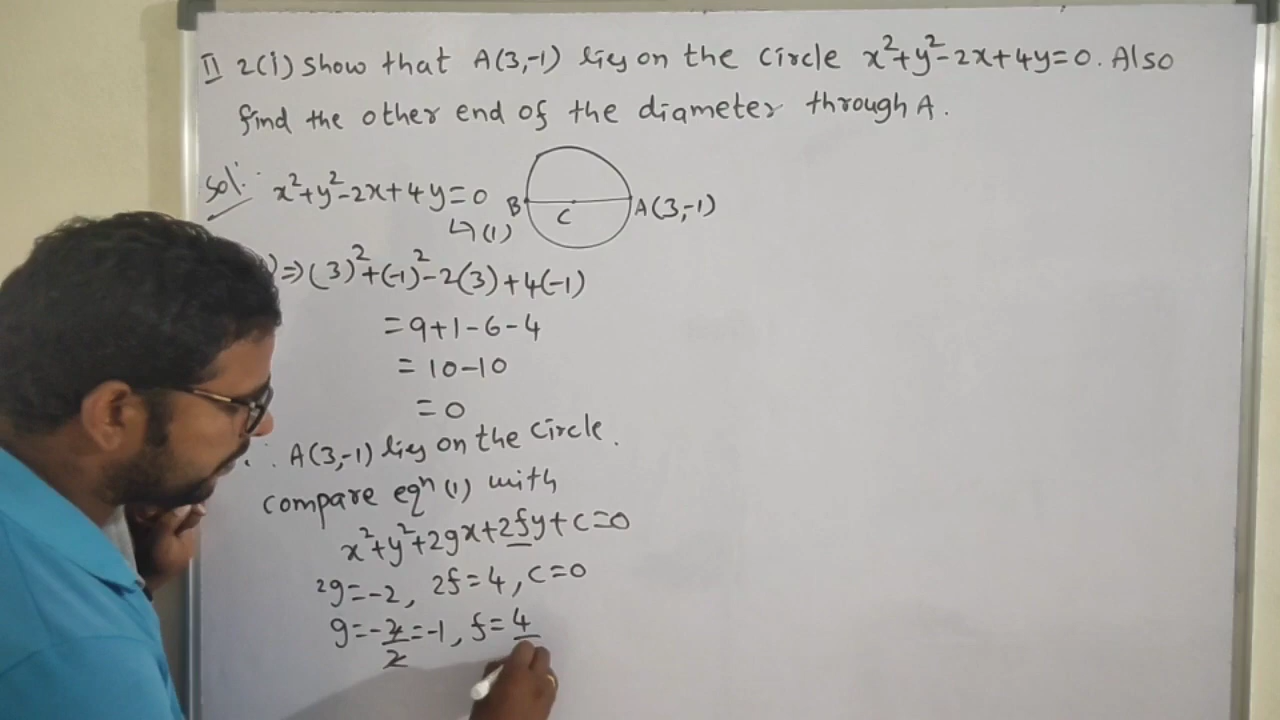 II 2(i) show that A(3,-1) lies on the circle x²+y²-2x+4y=0. Also
find the other end of the diameter through A.
Sol: x²+y²-2x+4y=0
↳(1)
B C A(3,-1)
)⇒(3)²+(-1)²-2(3)+4(-1)
=9+1-6-4
= 10-10
=0
∴ A(3,-1) lies on the circle.
compare eqⁿ (1) with
x²+y²+2gx+2fy+c=0
2g=-2, 2f=4, c=0
g=-2/2=-1, f=4